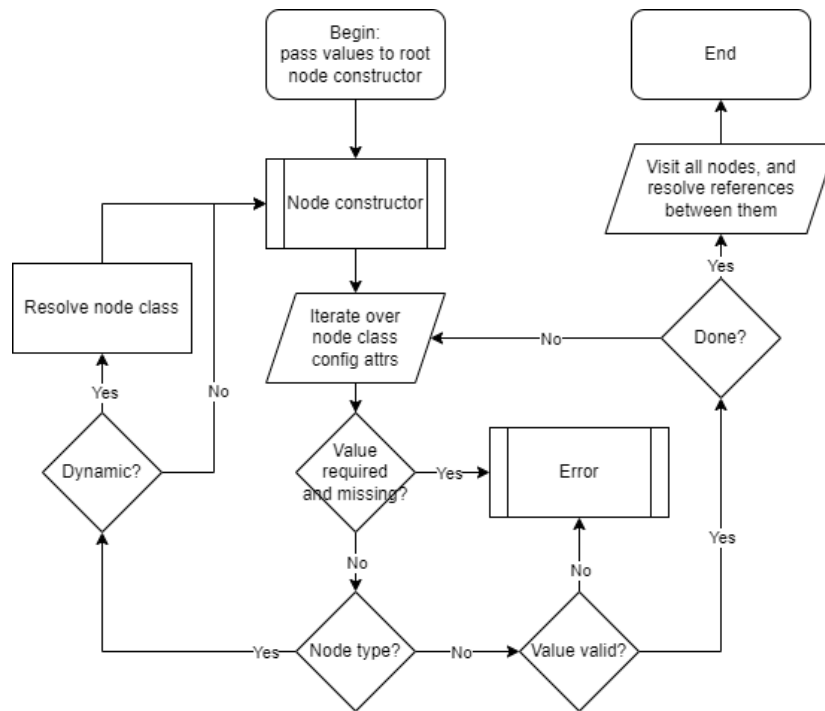 Begin:
pass values to root
node constructor
End
Visit all nodes, and
resolve references
between them
Node constructor
Yes
Resolve node class
Iterate over
node class
config attrs
No
Done?
Yes
No
Dynamic?
Value
required
and missing?
Yes
Error
Yes
No
No
Yes
Node type?
No
Value valid?